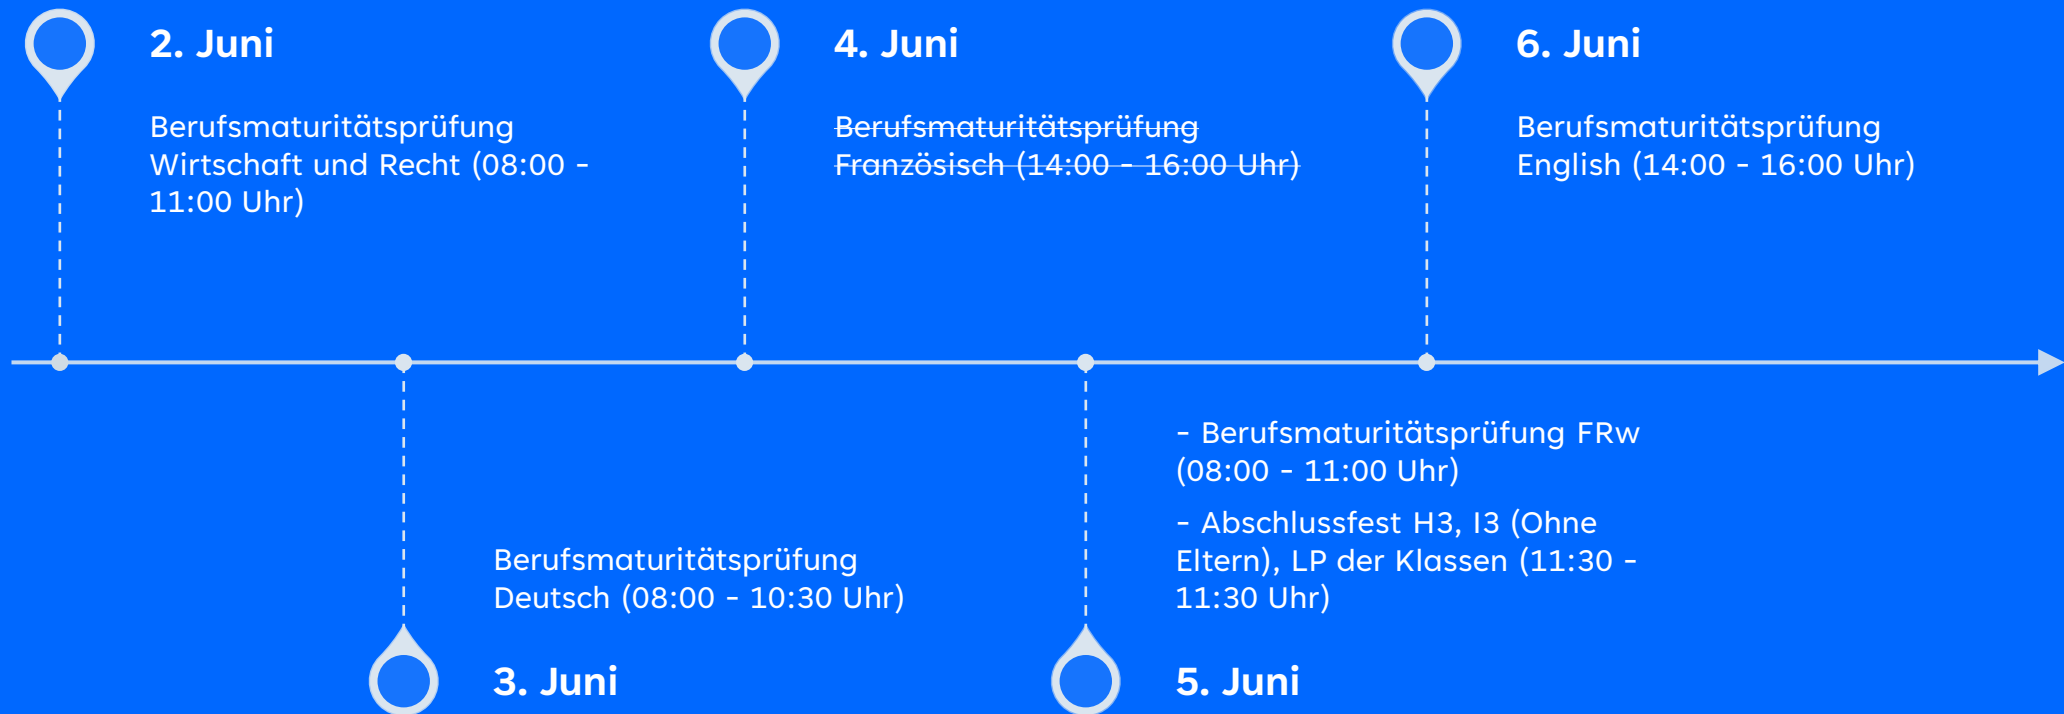 2. Juni
Berufsmaturitätsprüfung
Wirtschaft und Recht (08:00 -
11:00 Uhr)
4. Juni
Berufsmaturitätsprüfung
Französisch (14:00 - 16:00 Uhr)
6. Juni
Berufsmaturitätsprüfung
English (14:00 - 16:00 Uhr)
Berufsmaturitätsprüfung
Deutsch (08:00 - 10:30 Uhr)
3. Juni
- Berufsmaturitätsprüfung FRw
(08:00 - 11:00 Uhr)
- Abschlussfest H3, I3 (Ohne
Eltern), LP der Klassen (11:30 -
11:30 Uhr)
5. Juni